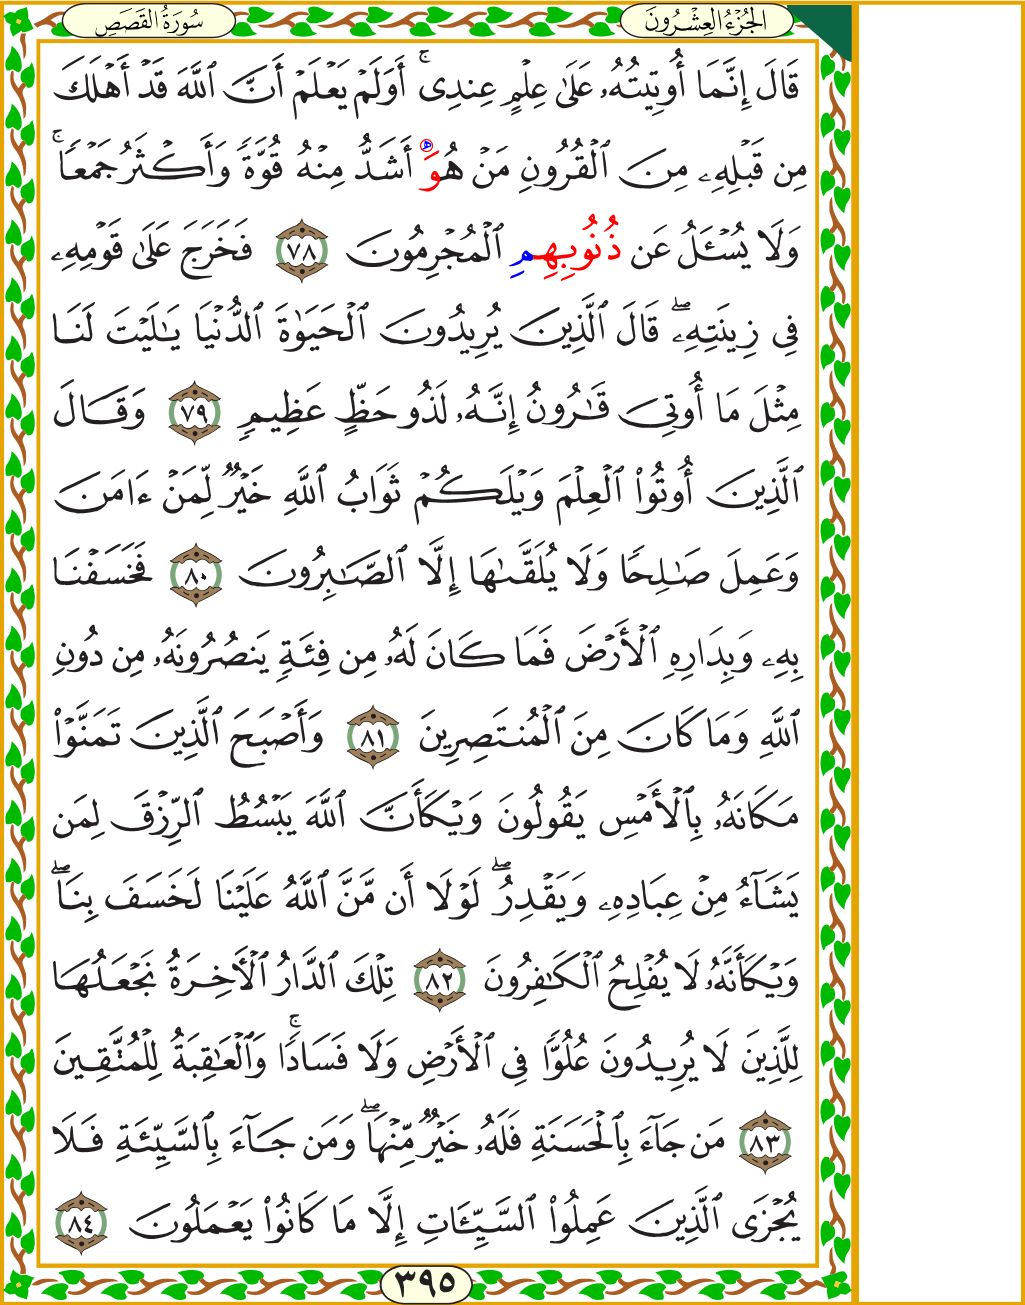 الجُزْءُ العِشْرُونَ
سُورَةُ القَصَصِ
قَالَ إِنَّمَآ أُوتِيتُهُۥ عَلَىٰ عِلۡمٍ عِندِيٓۚ أَوَلَمۡ يَعۡلَمۡ أَنَّ ٱللَّهَ قَدۡ أَهۡلَكَ
مِن قَبۡلِهِۦ مِنَ ٱلۡقُرُونِ مَنۡ هُوَ أَشَدُّ مِنۡهُ قُوَّةٗ وَأَكۡثَرُ جَمۡعٗاۚ
وَلَا يُسۡـَٔلُ عَن ذُنُوبِهِمِ ٱلۡمُجۡرِمُونَ ٧٨ فَخَرَجَ عَلَىٰ قَوۡمِهِۦ
فِي زِينَتِهِۦۖ قَالَ ٱلَّذِينَ يُرِيدُونَ ٱلۡحَيَوٰةَ ٱلدُّنۡيَا يَٰلَيۡتَ لَنَا
مِثۡلَ مَآ أُوتِيَ قَٰرُونُ إِنَّهُۥ لَذُو حَظٍّ عَظِيمٖ ٧٩ وَقَالَ
ٱلَّذِينَ أُوتُواْ ٱلۡعِلۡمَ وَيۡلَكُمۡ ثَوَابُ ٱللَّهِ خَيۡرٞ لِّمَنۡ ءَامَنَ
وَعَمِلَ صَٰلِحٗا وَلَا يُلَقَّىٰهَآ إِلَّا ٱلصَّٰبِرُونَ ٨٠ فَخَسَفۡنَا
بِهِۦ وَبِدَارِهِ ٱلۡأَرۡضَ فَمَا كَانَ لَهُۥ مِن فِئَةٖ يَنصُرُونَهُۥ مِن دُونِ
ٱللَّهِ وَمَا كَانَ مِنَ ٱلۡمُنتَصِرِينَ ٨١ وَأَصۡبَحَ ٱلَّذِينَ تَمَنَّوۡاْ
مَكَانَهُۥ بِٱلۡأَمۡسِ يَقُولُونَ وَيۡكَأَنَّ ٱللَّهَ يَبۡسُطُ ٱلرِّزۡقَ لِمَن
يَشَآءُ مِنۡ عِبَادِهِۦ وَيَقۡدِرُۖ لَوۡلَآ أَن مَّنَّ ٱللَّهُ عَلَيۡنَا لَخَسَفَ بِنَاۖ
وَيۡكَأَنَّهُۥ لَا يُفۡلِحُ ٱلۡكَٰفِرُونَ ٨٢ تِلۡكَ ٱلدَّارُ ٱلۡأٓخِرَةُ نَجۡعَلُهَا
لِلَّذِينَ لَا يُرِيدُونَ عُلُوّٗا فِي ٱلۡأَرۡضِ وَلَا فَسَادٗاۚ وَٱلۡعَٰقِبَةُ لِلۡمُتَّقِينَ
٨٣ مَن جَآءَ بِٱلۡحَسَنَةِ فَلَهُۥ خَيۡرٞ مِّنۡهَاۖ وَمَن جَآءَ بِٱلسَّيِّئَةِ فَلَا
يُجۡزَى ٱلَّذِينَ عَمِلُواْ ٱلسَّيِّـَٔاتِ إِلَّا مَا كَانُواْ يَعۡمَلُونَ ٨٤
٣٩٥